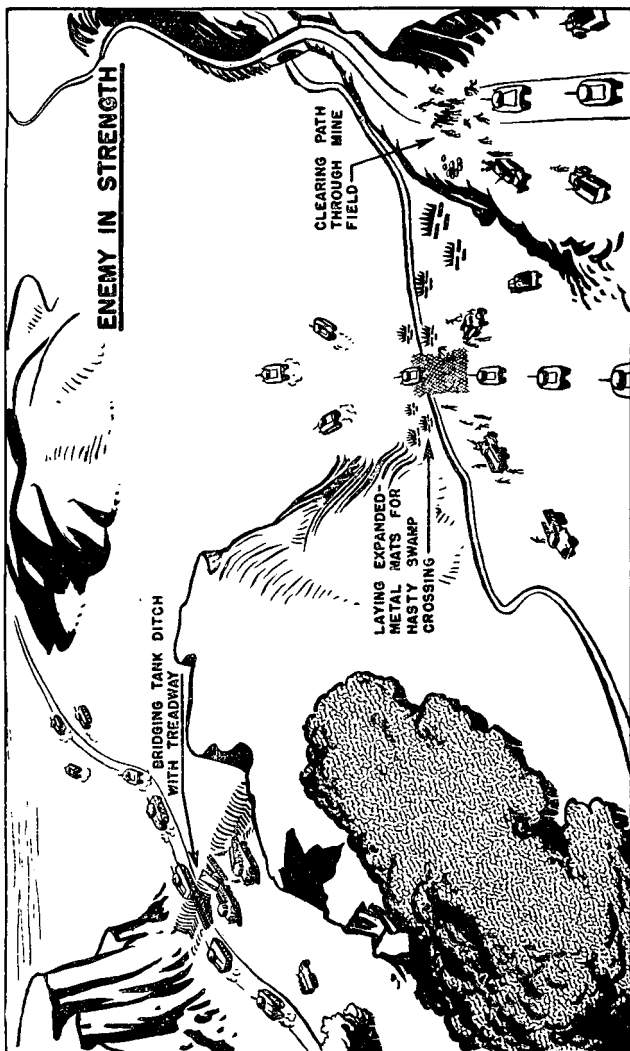 ENEMY IN STRENGTH
BRIDGING TANK DITCH
WITH TREADWAY
LAYING EXPANDED-
METAL MATS FOR
HASTY SWAMP
CROSSING
CLEARING PATH
THROUGH MINE
FIELD